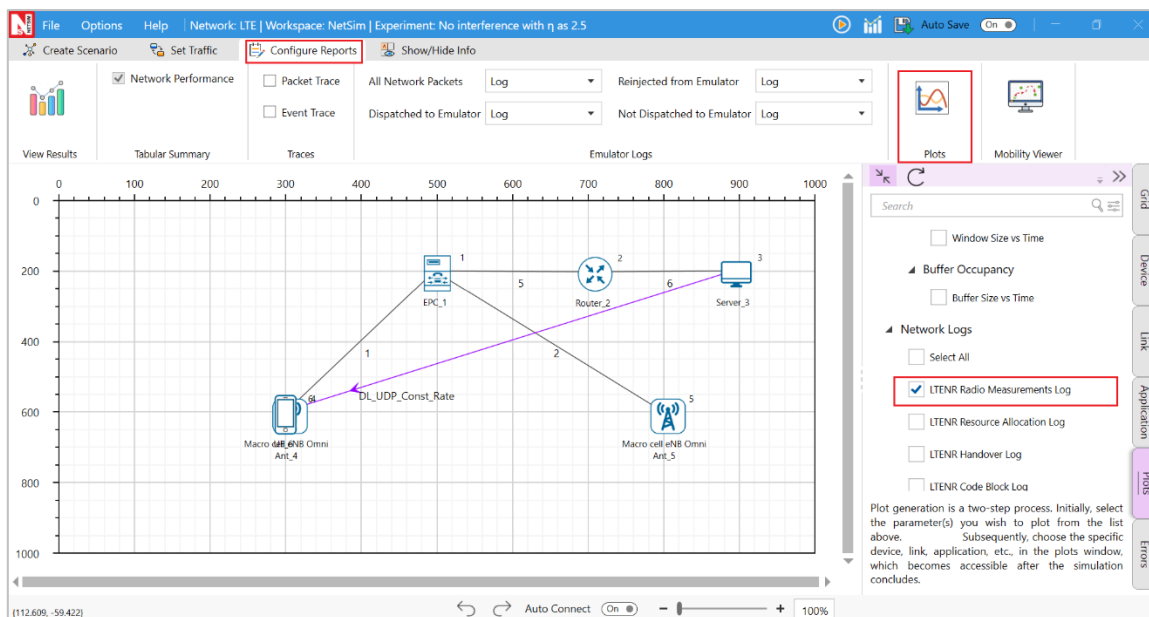 File Options Help Network: LTE | Workspace: NetSim | Experiment: No interference with η as 2.5 Auto Save On
Create Scenario Set Traffic Configure Reports Show/Hide Info
Network Performance Packet Trace All Network Packets Log Reinjected from Emulator Log
Event Trace Dispatched to Emulator Log Not Dispatched to Emulator Log
View Results Tabular Summary Traces Emulator Logs Plots Mobility Viewer
0 100 200 300 400 500 600 700 800 900 1000
0
200
400
600
800
1000
1
EPC_1
5
2
Router_2
6
3
Server_3
1
2
DL_UDP_Const_Rate
Macro cell eNB Omni
Ant_4
5
Macro cell eNB Omni
Ant_5
Search
Window Size vs Time
Buffer Occupancy
Buffer Size vs Time
Network Logs
Select All
LTENR Radio Measurements Log
LTENR Resource Allocation Log
LTENR Handover Log
LTENR Code Block Log
Plot generation is a two-step process. Initially, select
the parameter(s) you wish to plot from the list
above. Subsequently, choose the specific
device, link, application, etc., in the plots window,
which becomes accessible after the simulation
concludes.
Grid
Device
Link
Application
Plots
Errors
(112.609, -59.422) Auto Connect On 100%